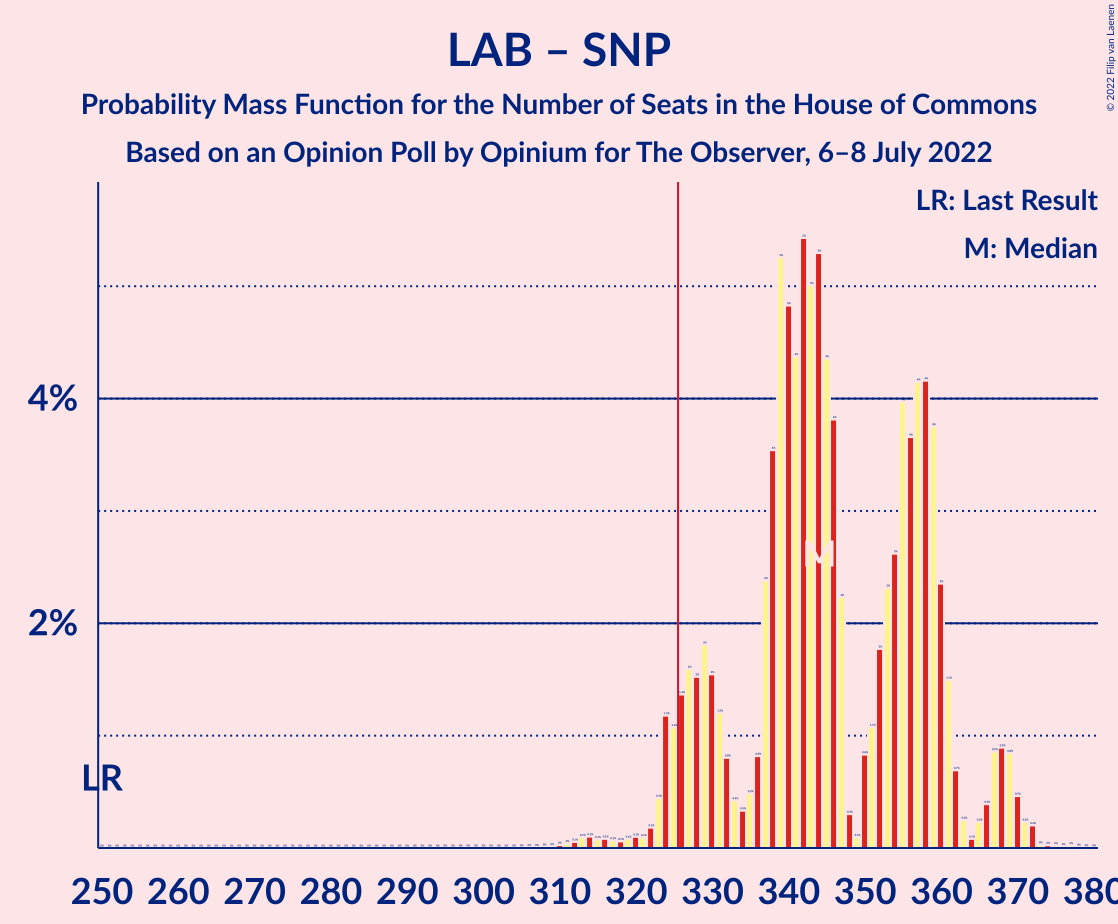 LAB – SNP
Probability Mass Function for the Number of Seats in the House of Commons
Based on an Opinion Poll by Opinium for The Observer, 6–8 July 2022
© 2022 Filip van Laenen
LR: Last Result
M: Median
4%
2%
M
LR
250 260 270 280 290 300 310 320 330 340 350 360 370 380